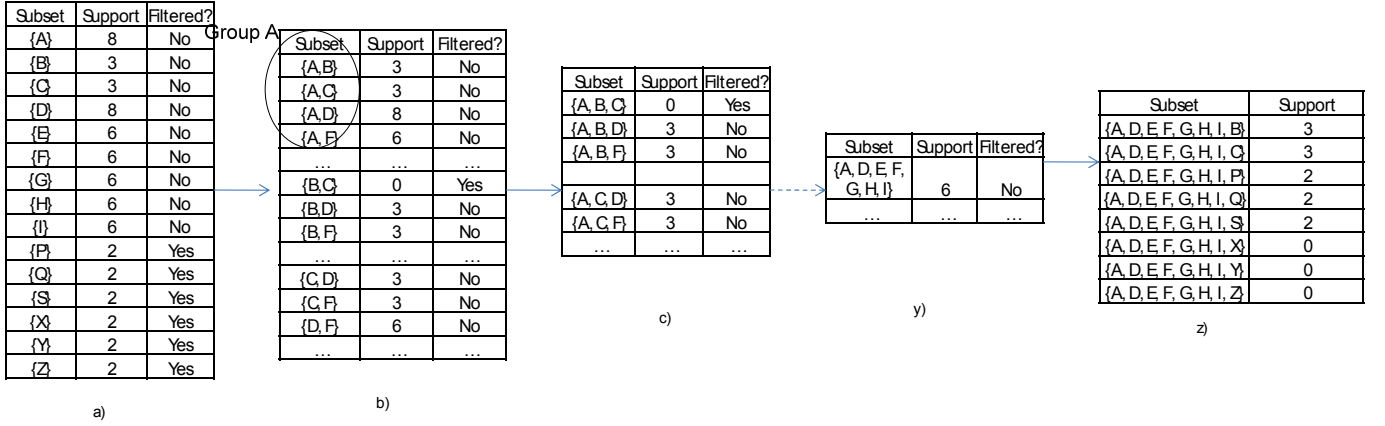 Subset Support Filtered?
{A} 8 No
{B} 3 No
{C} 3 No
{D} 8 No
{E} 6 No
{F} 6 No
{G} 6 No
{H} 6 No
{I} 6 No
{P} 2 Yes
{Q} 2 Yes
{S} 2 Yes
{X} 2 Yes
{Y} 2 Yes
{Z} 2 Yes
a)
Group A
Subset Support Filtered?
{A,B} 3 No
{A,C} 3 No
{A,D} 8 No
{A,F} 6 No
... ... ...
{B,C} 0 Yes
{B,D} 3 No
{B,F} 3 No
... ... ...
{C,D} 3 No
{C,F} 3 No
{D,F} 6 No
... ... ...
b)
Subset Support Filtered?
{A, B, C} 0 Yes
{A, B, D} 3 No
{A, B, F} 3 No
{A, C, D} 3 No
{A, C, F} 3 No
... ... ...
c)
Subset Support Filtered?
{A, D, E, F,
G, H, I} 6 No
... ... ...
y)
Subset Support
{A, D, E, F, G, H, I, B} 3
{A, D, E, F, G, H, I, C} 3
{A, D, E, F, G, H, I, P} 2
{A, D, E, F, G, H, I, Q} 2
{A, D, E, F, G, H, I, S} 2
{A, D, E, F, G, H, I, X} 0
{A, D, E, F, G, H, I, Y} 0
{A, D, E, F, G, H, I, Z} 0
z)